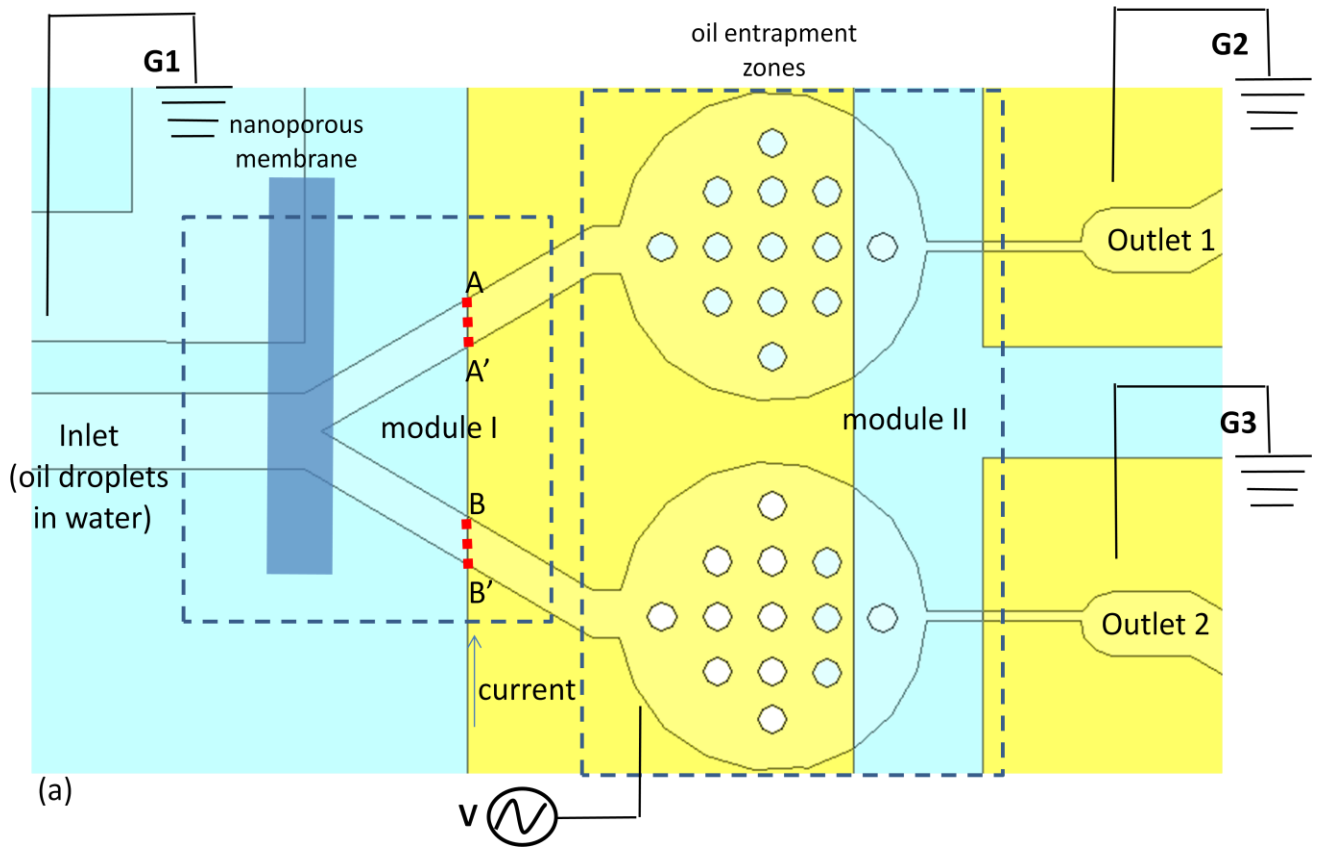 G1
nanoporous
membrane
oil entrapment
zones
G2
Outlet 1
A
A’
module I
module II
Inlet
(oil droplets
in water)
B
B’
G3
Outlet 2
current
(a)
V